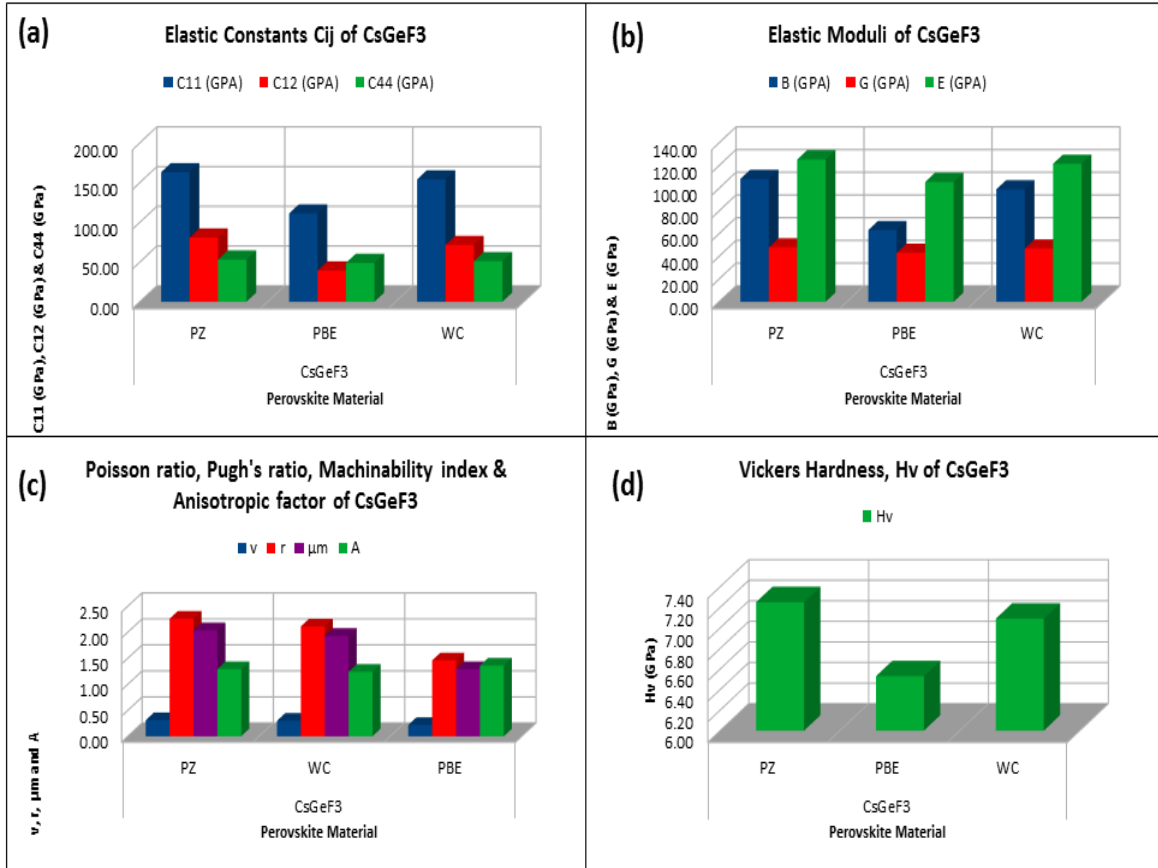 (a)
Elastic Constants Cij of CsGeF3
C11 (GPA) C12 (GPA) C44 (GPA)
C11 (GPa), C12 (GPa) & C44 (GPa)
200.00
150.00
100.00
50.00
0.00
PZ PBE WC
CsGeF3
Perovskite Material
(b)
Elastic Moduli of CsGeF3
B (GPA) G (GPA) E (GPA)
B (GPa), G (GPa) & E (GPa)
140.00
120.00
100.00
80.00
60.00
40.00
20.00
0.00
PZ PBE WC
CsGeF3
Perovskite Material
(c)
Poisson ratio, Pugh's ratio, Machinability index &
Anisotropic factor of CsGeF3
v r µm A
v, r, µm and A
2.50
2.00
1.50
1.00
0.50
0.00
PZ WC PBE
CsGeF3
Perovskite Material
(d)
Vickers Hardness, Hv of CsGeF3
Hv
Hv (GPa)
7.40
7.20
7.00
6.80
6.60
6.40
6.20
6.00
PZ PBE WC
CsGeF3
Perovskite Material